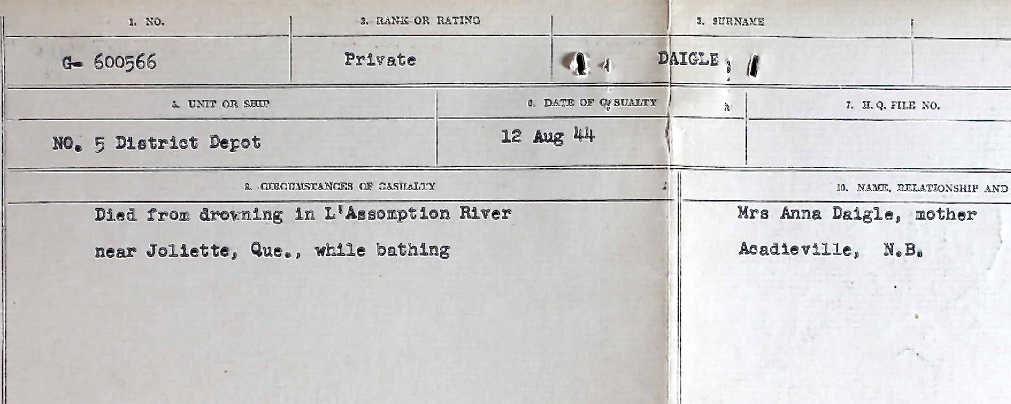 1. NO.
2. RANK OR RATING
3. SURNAME
G- 600566
Private
DAIGLE,
5. UNIT OR SHIP
6. DATE OF CASUALTY
7. H.Q. FILE NO.
NO. 5 District Depot
12 Aug 44
8. CIRCUMSTANCES OF CASUALTY
10. NAME, RELATIONSHIP AND
Died from drowning in L'Assomption River
near Joliette, Que., while bathing
Mrs Anna Daigle, mother
Acadieville, N.B.